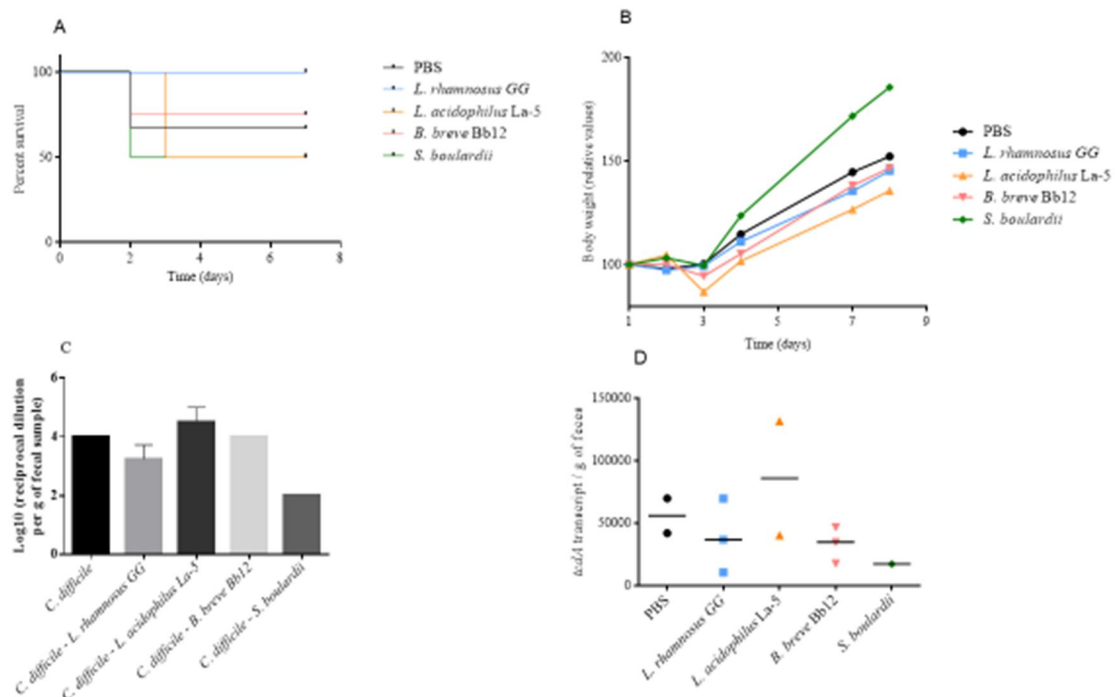 A
Percent survival
100
50
0
0 2 4 6 8
Time (days)
PBS
L. rhamnosus GG
L. acidophilus La-5
B. breve Bb12
S. boulardii
B
Body weight (relative values)
200
150
100
1 3 5 7 9
Time (days)
PBS
L. rhamnosus GG
L. acidophilus La-5
B. breve Bb12
S. boulardii
C
Log10 (reciprocal dilution
per g of fecal sample)
6
4
2
0
C. difficile
C. difficile - L. rhamnosus GG
C. difficile - L. acidophilus La-5
C. difficile - B. breve Bb12
C. difficile - S. boulardii
D
tcdA transcript / g of feces
150000
100000
50000
0
PBS
L. rhamnosus GG
L. acidophilus La-5
B. breve Bb12
S. boulardii